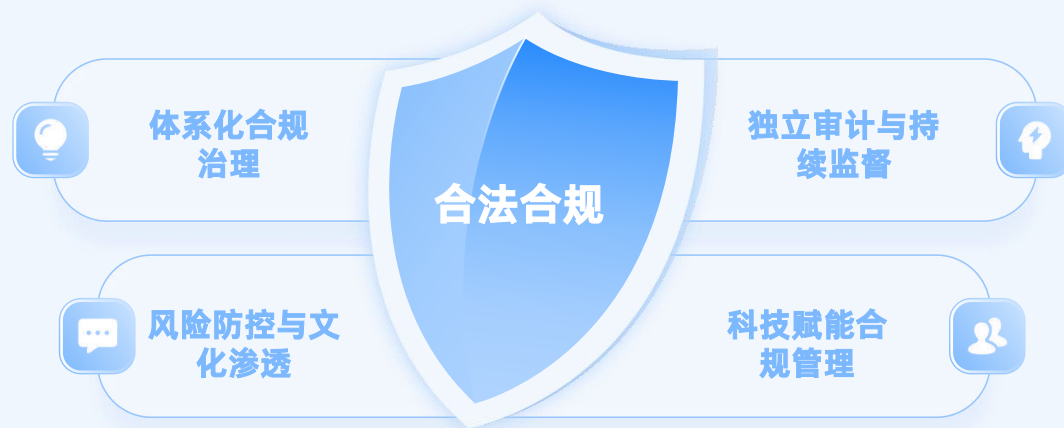 体系化合规
治理
独立审计与持
续监督
合法合规
风险防控与文
化渗透
科技赋能合
规管理